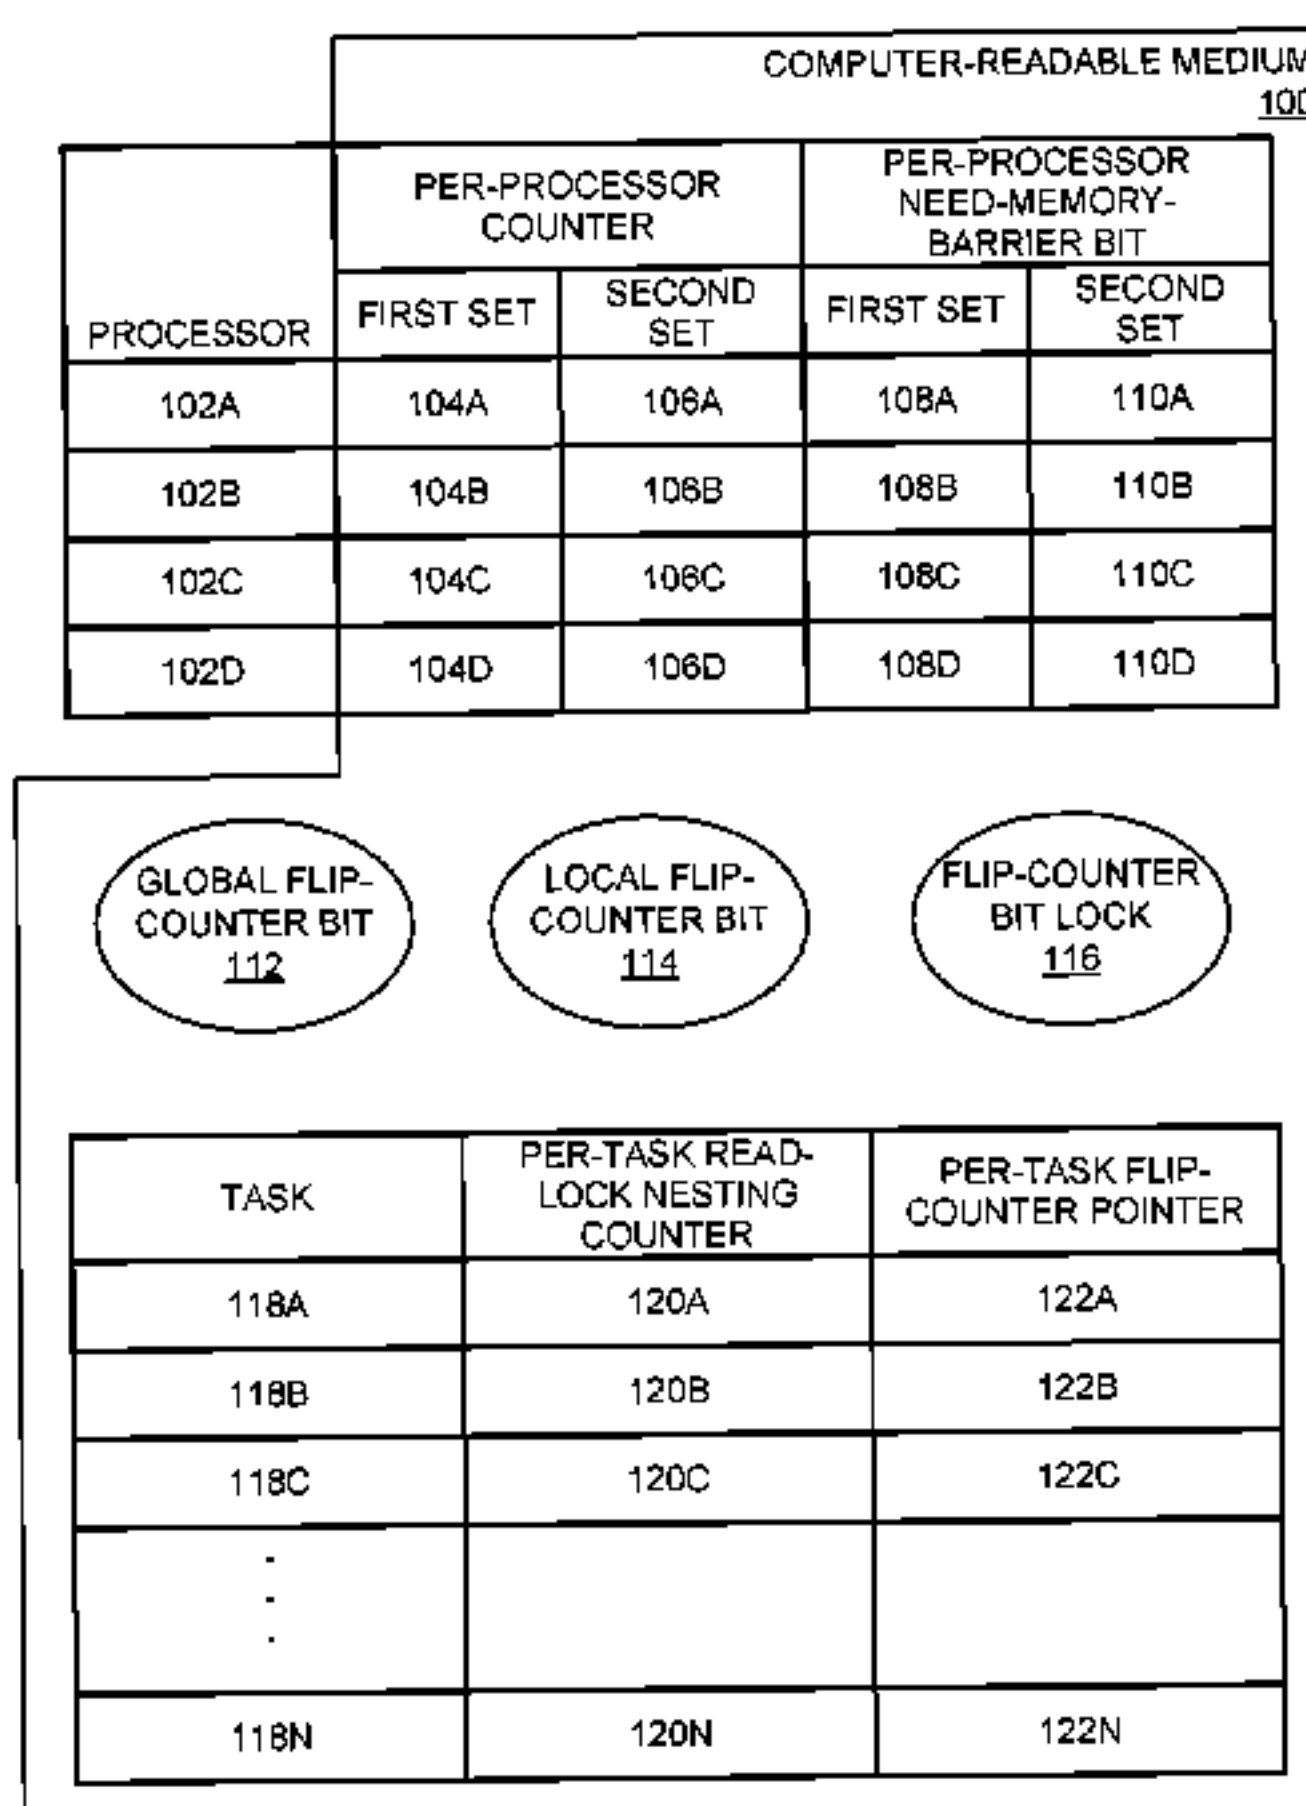 COMPUTER-READABLE MEDIUM
100
PER-PROCESSOR
COUNTER
PER-PROCESSOR
NEED-MEMORY-
BARRIER BIT
PROCESSOR
FIRST SET
SECOND
SET
FIRST SET
SECOND
SET
102A 104A 106A 108A 110A
102B 104B 106B 108B 110B
102C 104C 106C 108C 110C
102D 104D 106D 108D 110D
GLOBAL FLIP-
COUNTER BIT
112
LOCAL FLIP-
COUNTER BIT
114
FLIP-COUNTER
BIT LOCK
116
TASK
PER-TASK READ-
LOCK NESTING
COUNTER
PER-TASK FLIP-
COUNTER POINTER
118A 120A 122A
118B 120B 122B
118C 120C 122C
118N 120N 122N